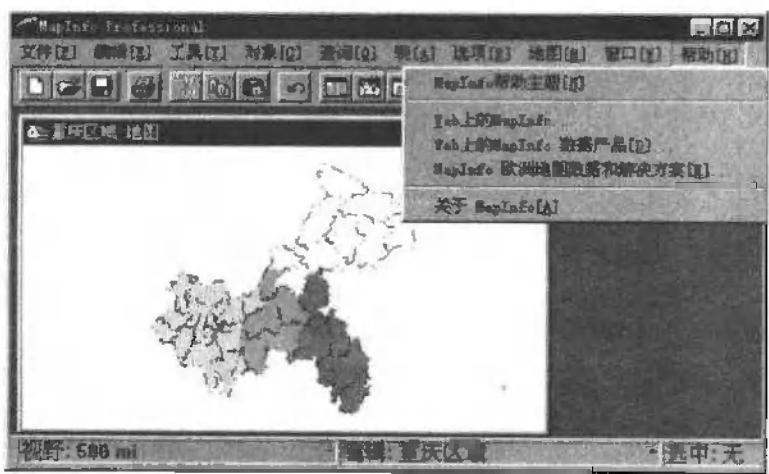 MapInfo Professional
文件[F] 编辑[E] 工具[T] 对象[O] 查询[Q] 表[A] 选项[P] 地图[M] 窗口[W] 帮助[H]
MapInfo帮助主题[M]
重庆区域 地图
Web上的MapInfo...
Web上的MapInfo 数据产品[D]...
MapInfo 欧洲地图数据和解决方案[E]...
关于 MapInfo[A]
视野: 500 mi
编辑: 重庆区域
选中: 无